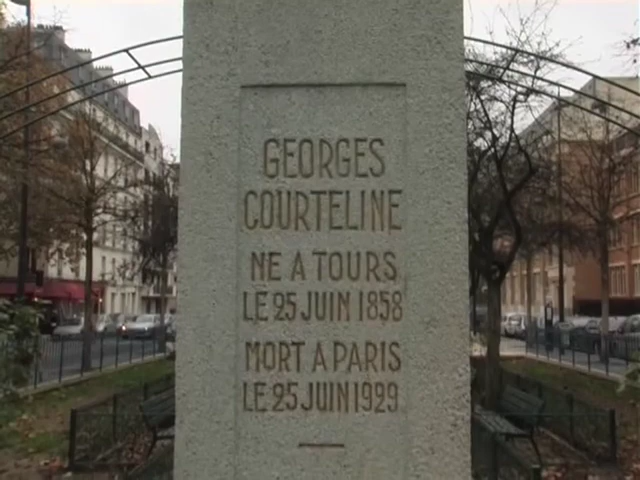 GEORGES
COURTELINE
NE A TOURS
LE 25 JUIN 1858
MORT A PARIS
LE 25 JUIN 1929